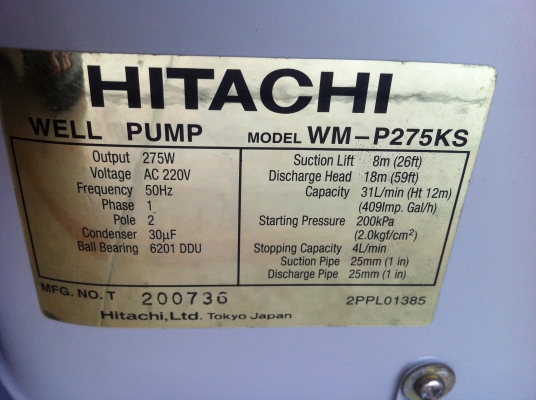 HITACHI
WELL PUMP MODEL WM-P275KS
Output 275W
Voltage AC 220V
Frequency 50Hz
Phase 1
Pole 2
Condenser 30µF
Ball Bearing 6201 DDU
Suction Lift 8m (26ft)
Discharge Head 18m (59ft)
Capacity 31L/min (Ht 12m)
(409Imp. Gal/h)
Starting Pressure 200kPa
(2.0kgf/cm²)
Stopping Capacity 4L/min
Suction Pipe 25mm (1 in)
Discharge Pipe 25mm (1 in)
MFG. NO. T 200736 2PPL01385
Hitachi,Ltd. Tokyo Japan